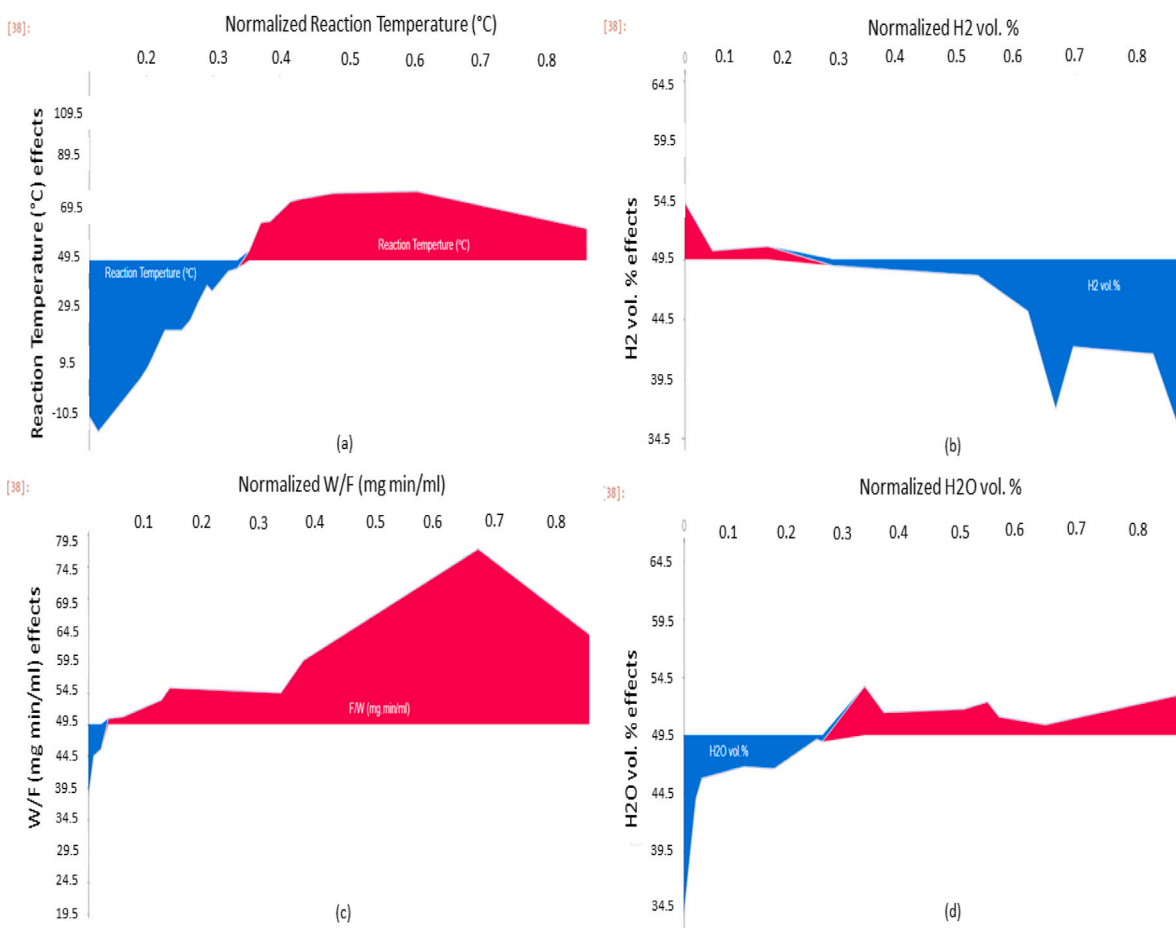 [38]:
Normalized Reaction Temperature (°C)
0.2 0.3 0.4 0.5 0.6 0.7 0.8
Reaction Temperature (°C) effects
109.5
89.5
69.5
49.5
29.5
9.5
-10.5
Reaction Temperture (°C)
Reaction Temperture (°C)
(a)
[38]:
Normalized H2 vol. %
0 0.1 0.2 0.3 0.4 0.5 0.6 0.7 0.8
H2 vol. % effects
64.5
59.5
54.5
49.5
44.5
39.5
34.5
H2 vol.%
(b)
[38]:
Normalized W/F (mg min/ml)
0.1 0.2 0.3 0.4 0.5 0.6 0.7 0.8
W/F (mg min/ml) effects
79.5
74.5
69.5
64.5
59.5
54.5
49.5
44.5
39.5
34.5
29.5
24.5
19.5
F/W (mg min/ml)
(c)
[38]:
Normalized H2O vol. %
0 0.1 0.2 0.3 0.4 0.5 0.6 0.7 0.8
H2O vol. % effects
64.5
59.5
54.5
49.5
44.5
39.5
34.5
H2O vol.%
(d)